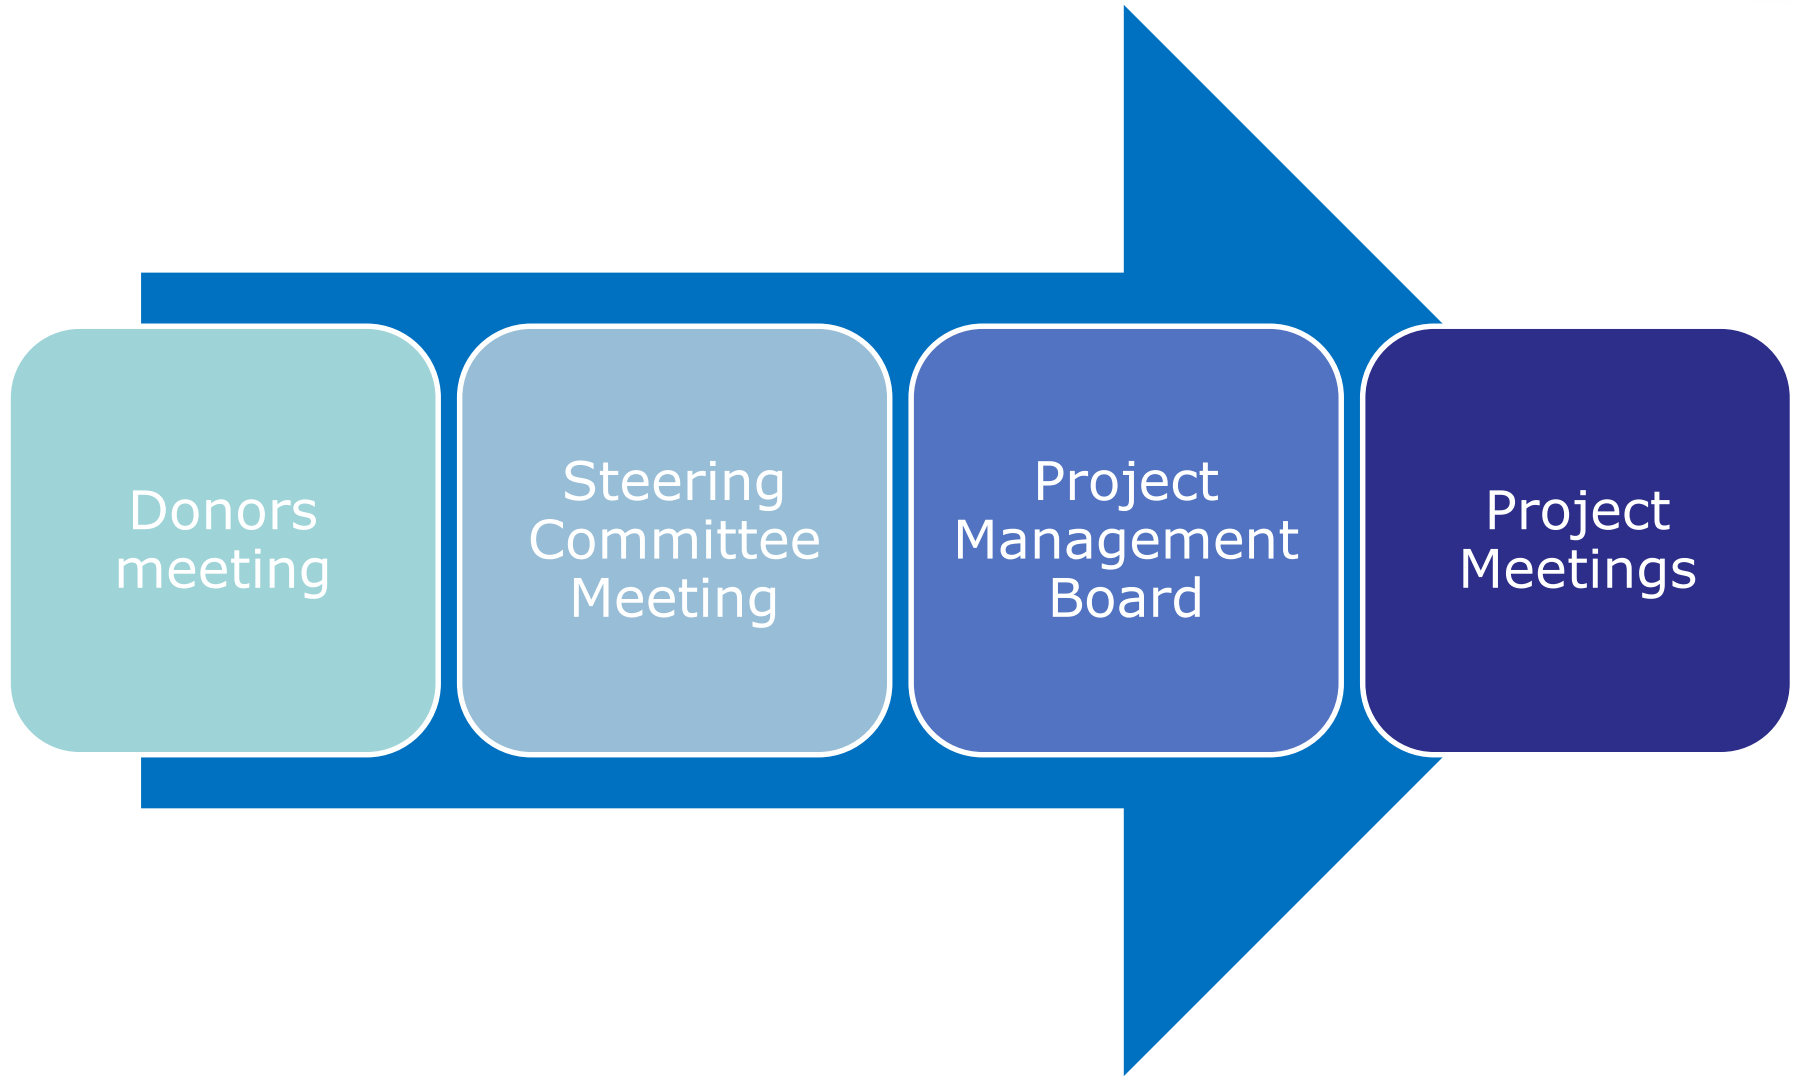 Donors
meeting
Steering
Committee
Meeting
Project
Management
Board
Project
Meetings